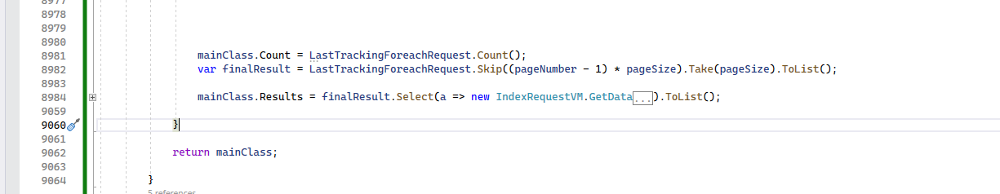 8977
8978
8979
8980
8981 mainClass.Count = LastTrackingForeachRequest.Count();
8982 var finalResult = LastTrackingForeachRequest.Skip((pageNumber - 1) * pageSize).Take(pageSize).ToList();
8983
8984 mainClass.Results = finalResult.Select(a => new IndexRequestVM.GetData...).ToList();
9059
9060 }
9061
9062 return mainClass;
9063
9064 }
5 references